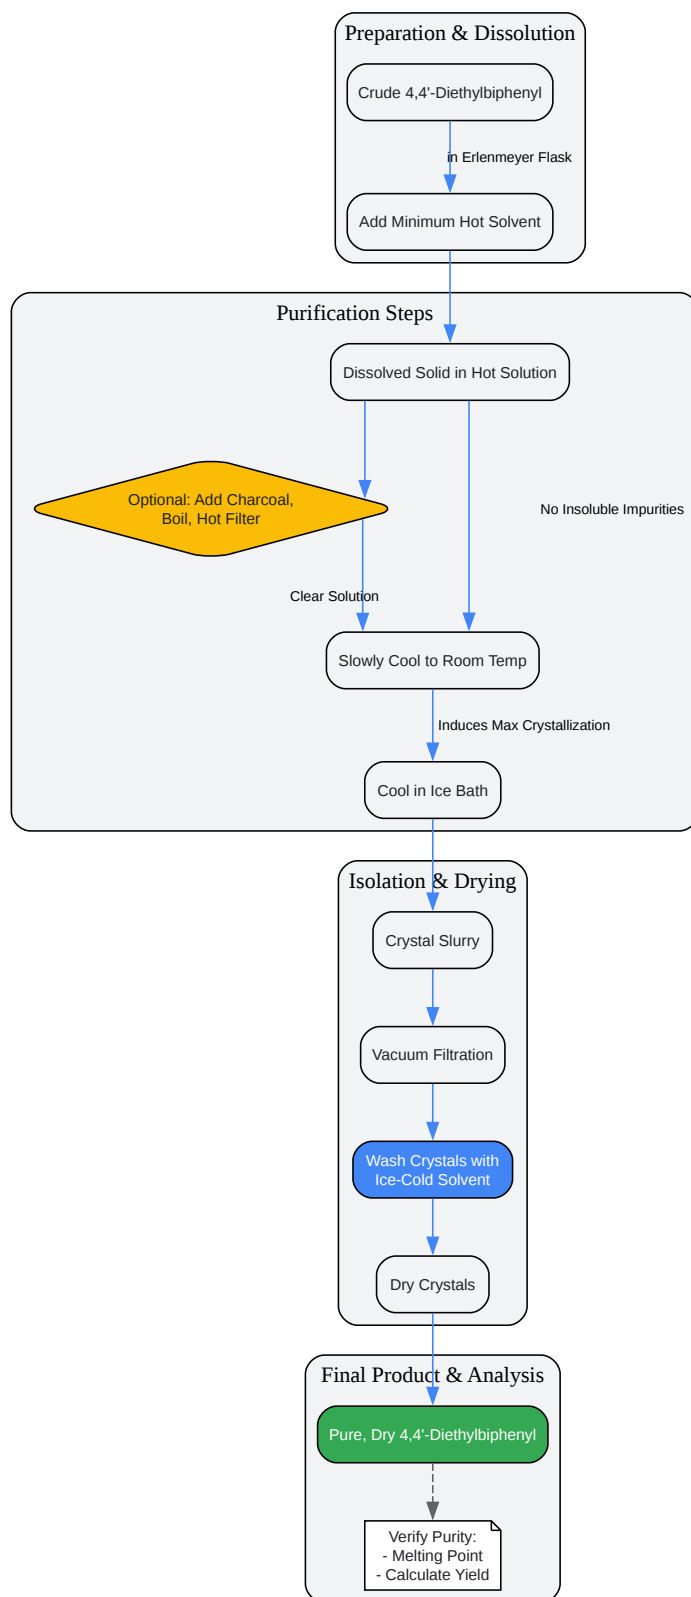 Preparation & Dissolution
Crude 4,4'-Diethylbiphenyl
in Erlenmeyer Flask
Add Minimum Hot Solvent
Purification Steps
Dissolved Solid in Hot Solution
Optional: Add Charcoal,
Boil, Hot Filter
No Insoluble Impurities
Clear Solution
Slowly Cool to Room Temp
Induces Max Crystallization
Cool in Ice Bath
Isolation & Drying
Crystal Slurry
Vacuum Filtration
Wash Crystals with
Ice-Cold Solvent
Dry Crystals
Final Product & Analysis
Pure, Dry 4,4'-Diethylbiphenyl
Verify Purity:
- Melting Point
- Calculate Yield